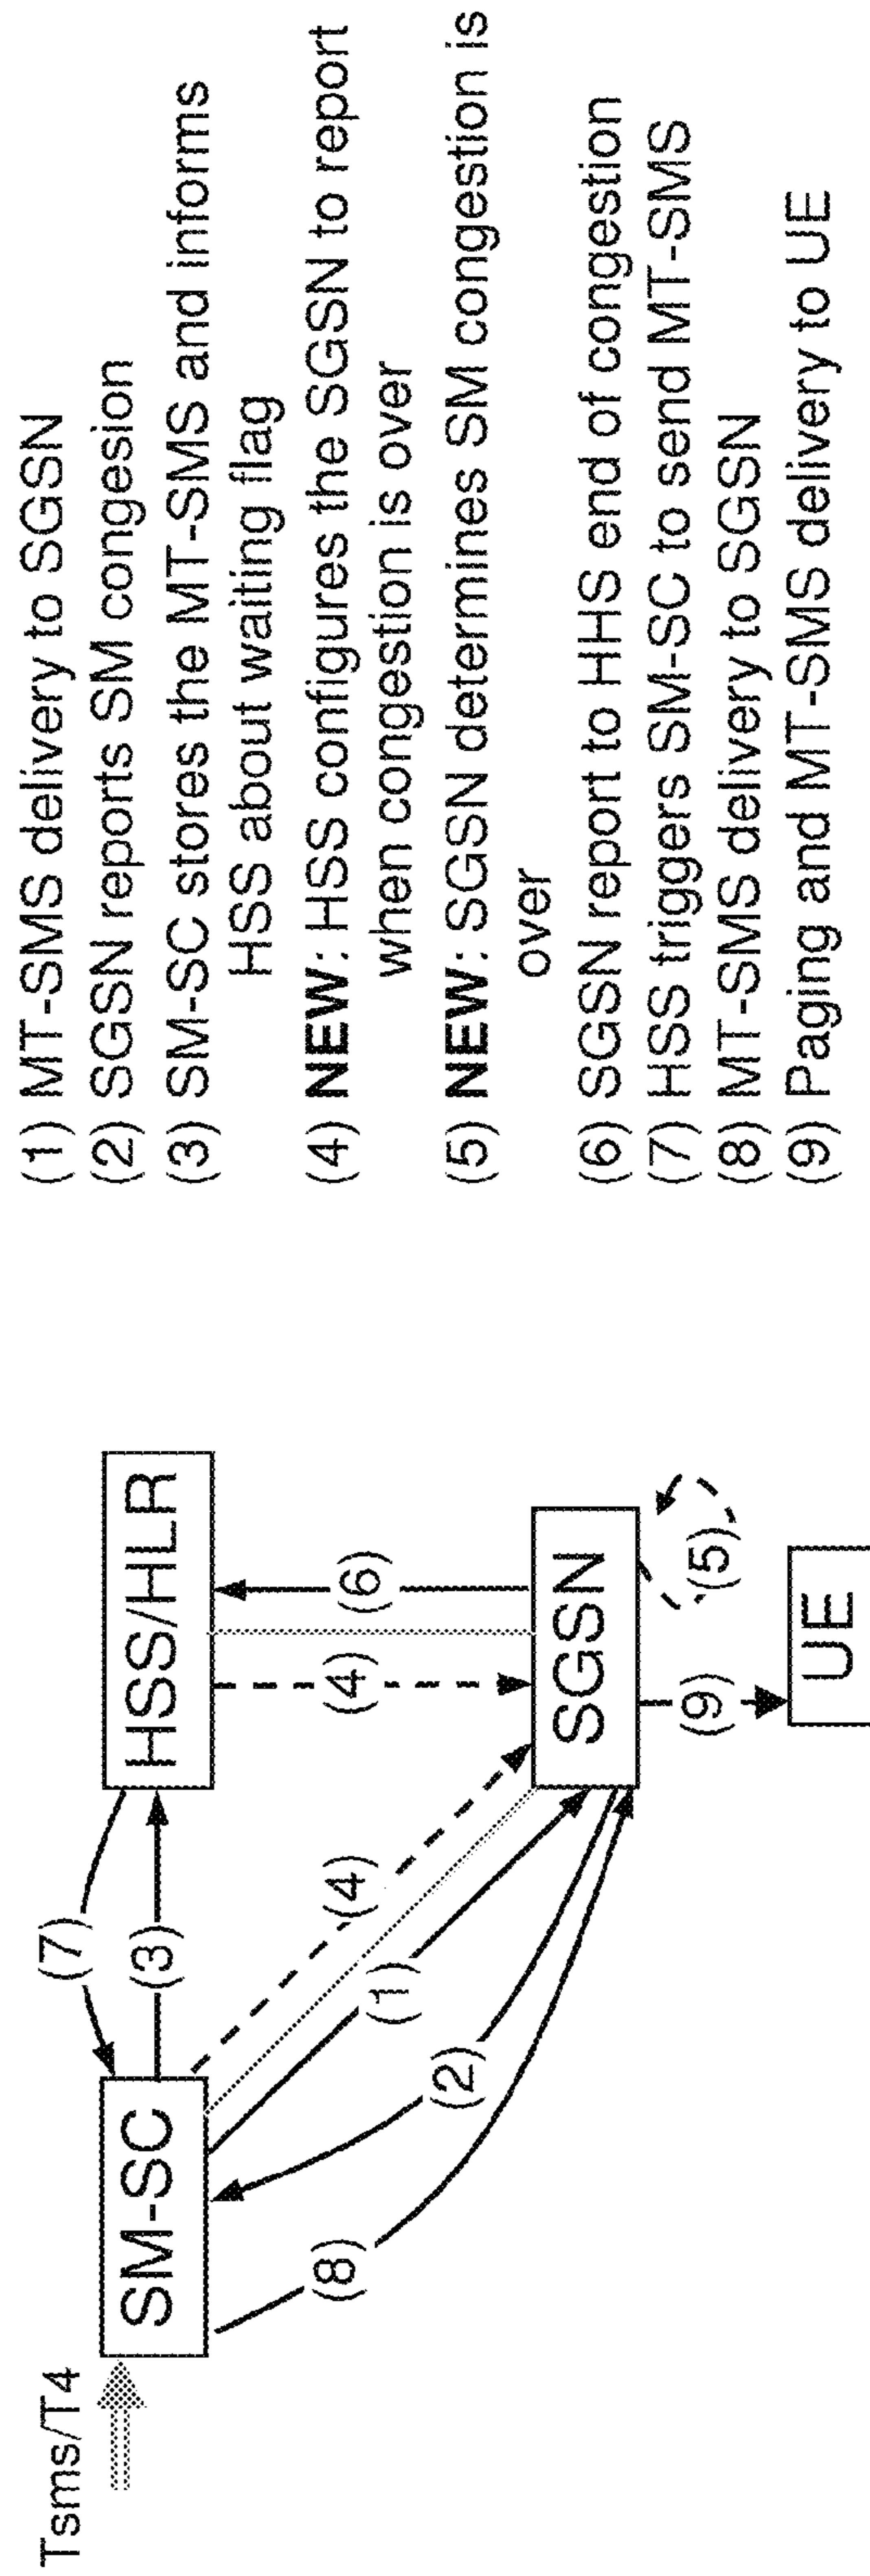 Tsms/T4
SM-SC
(7)
(3)
HSS/HLR
(4)
(1)
(2)
(8)
(4)
(6)
SGSN
(9)
(5)
UE
(1) MT-SMS delivery to SGSN
(2) SGSN reports SM congesion
(3) SM-SC stores the MT-SMS and informs
HSS about waiting flag
(4) NEW: HSS configures the SGSN to report
when congestion is over
(5) NEW: SGSN determines SM congestion is
over
(6) SGSN report to HHS end of congestion
(7) HSS triggers SM-SC to send MT-SMS
(8) MT-SMS delivery to SGSN
(9) Paging and MT-SMS delivery to UE